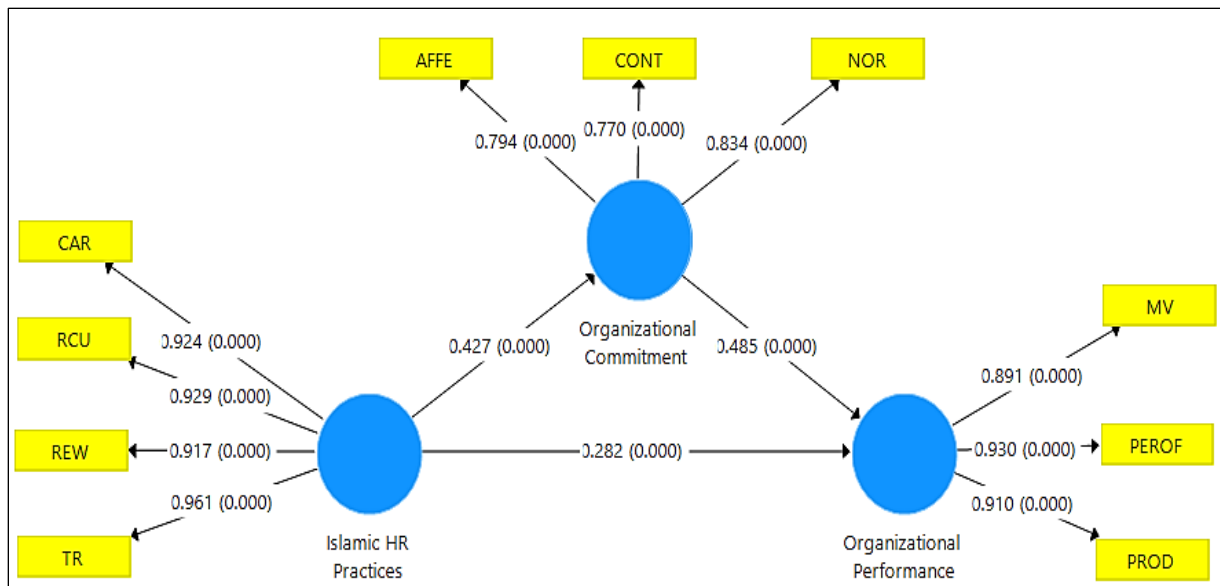 AFFE
CONT
NOR
0.794 (0.000)
0.770 (0.000)
0.834 (0.000)
CAR
RCU
REW
TR
0.924 (0.000)
0.929 (0.000)
0.917 (0.000)
0.961 (0.000)
Islamic HR
Practices
0.427 (0.000)
Organizational
Commitment
0.485 (0.000)
0.282 (0.000)
Organizational
Performance
0.891 (0.000)
0.930 (0.000)
0.910 (0.000)
MV
PEROF
PROD